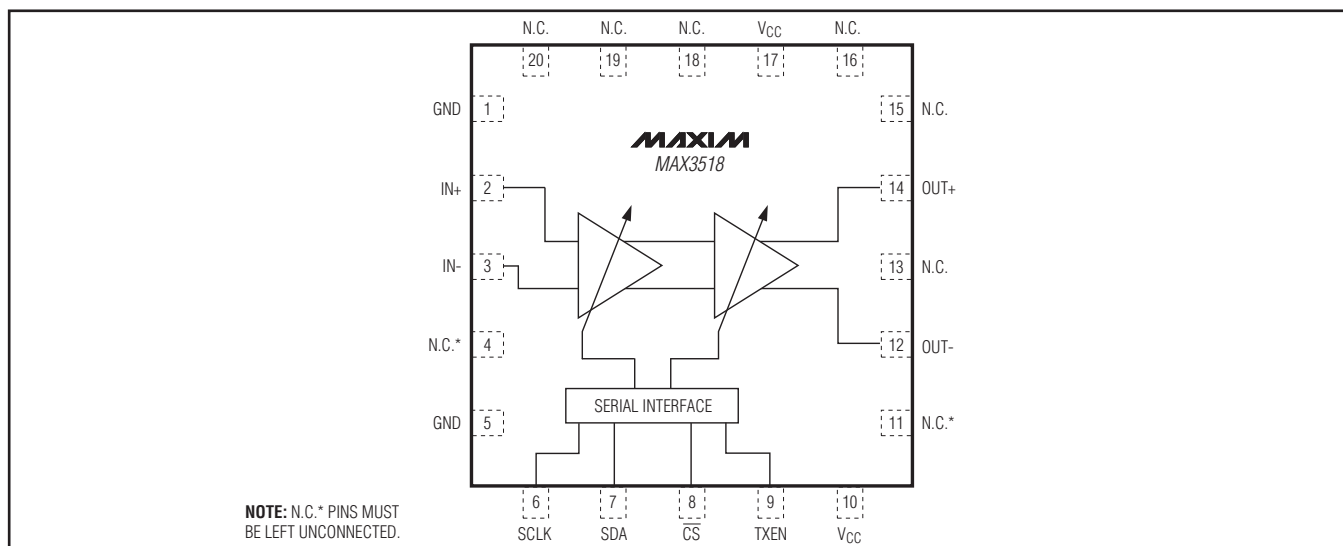 N.C. N.C. N.C. VCC N.C.
20 19 18 17 16
GND 1
15 N.C.
MAXIM
MAX3518
IN+ 2
14 OUT+
IN- 3
13 N.C.
N.C.* 4
12 OUT-
SERIAL INTERFACE
GND 5
11 N.C.*
6 7 8 9 10
SCLK SDA C̅S̅ TXEN VCC
NOTE: N.C.* PINS MUST
BE LEFT UNCONNECTED.